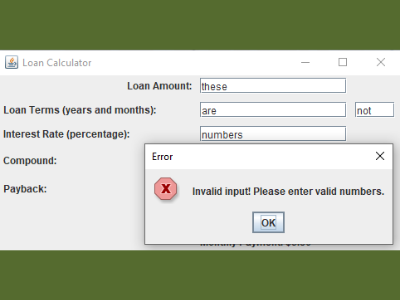 Loan Calculator
Loan Amount: these
Loan Terms (years and months): are not
Interest Rate (percentage): numbers
Compound:
Payback:
Error
Invalid input! Please enter valid numbers.
OK